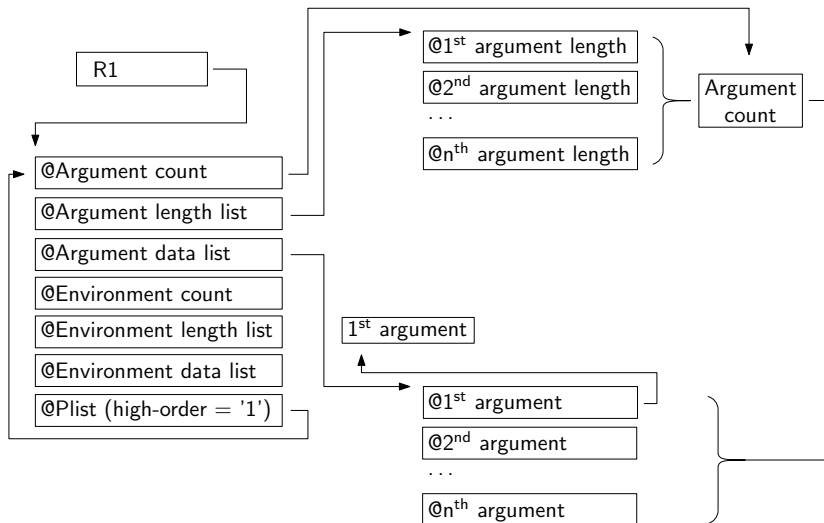 R1
@Argument count
@Argument length list
@Argument data list
@Environment count
@Environment length list
@Environment data list
@Plist (high-order = '1')
@1st argument length
@2nd argument length
...
@nth argument length
Argument
count
1st argument
@1st argument
@2nd argument
...
@nth argument